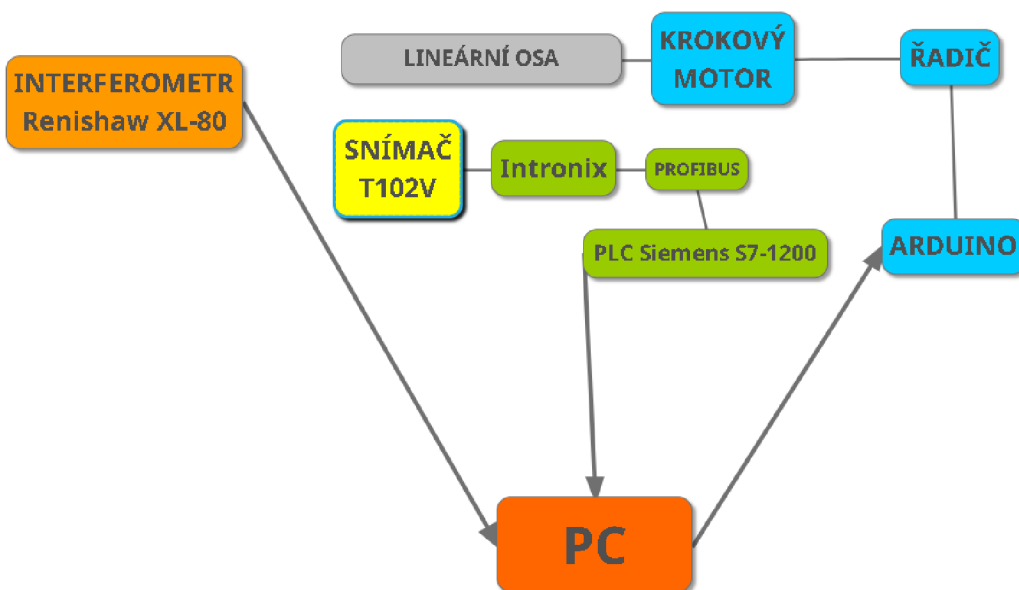 LINEÁRNÍ OSA
KROKOVÝ
MOTOR
ŘADIČ
INTERFEROMETR
Renishaw XL-80
SNÍMAČ
T102V
Intronix
PROFIBUS
PLC Siemens S7-1200
ARDUINO
PC